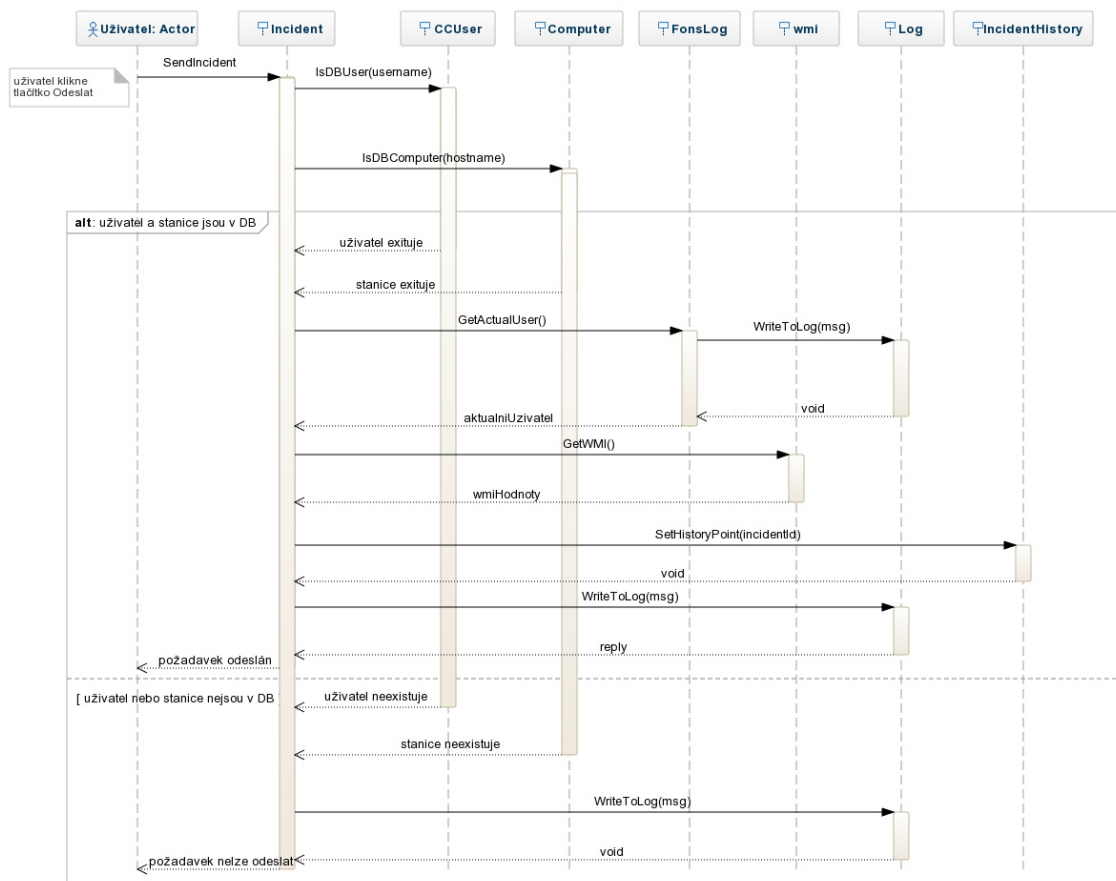 Uživatel: Actor
Incident
CCUser
Computer
FonsLog
wmi
Log
IncidentHistory
uživatel klikne
tlačítko Odeslat
SendIncident
IsDBUser(username)
IsDBComputer(hostname)
alt: uživatel a stanice jsou v DB
uživatel exituje
stanice exituje
GetActualUser()
WriteToLog(msg)
void
aktualniUzivatel
GetWMI()
wmiHodnoty
SetHistoryPoint(incidentId)
void
WriteToLog(msg)
reply
požadavek odeslán
[ uživatel nebo stanice nejsou v DB
uživatel neexistuje
stanice neexistuje
WriteToLog(msg)
void
požadavek nelze odeslat